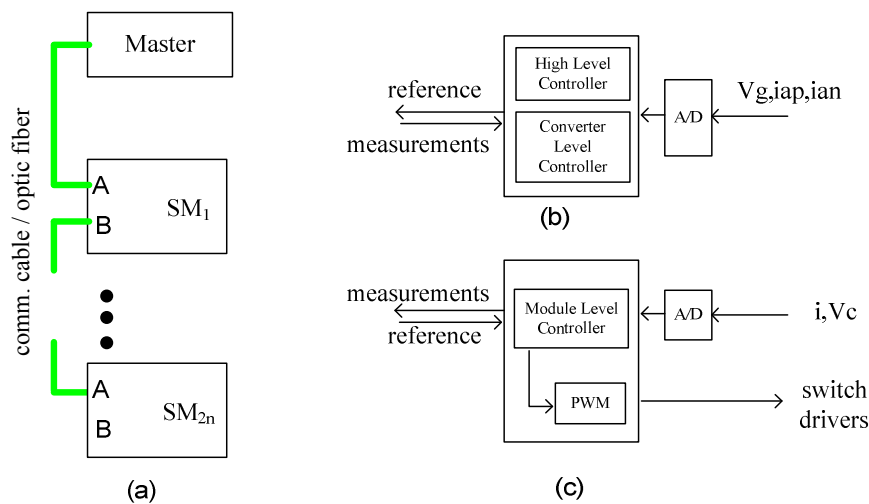 Master
comm. cable / optic fiber
A
B
SM₁
A
B
SM₂ₙ
(a)
High Level
Controller
Converter
Level
Controller
reference
measurements
A/D
Vg,iap,ian
(b)
measurements
reference
Module Level
Controller
PWM
A/D
i,Vc
switch
drivers
(c)